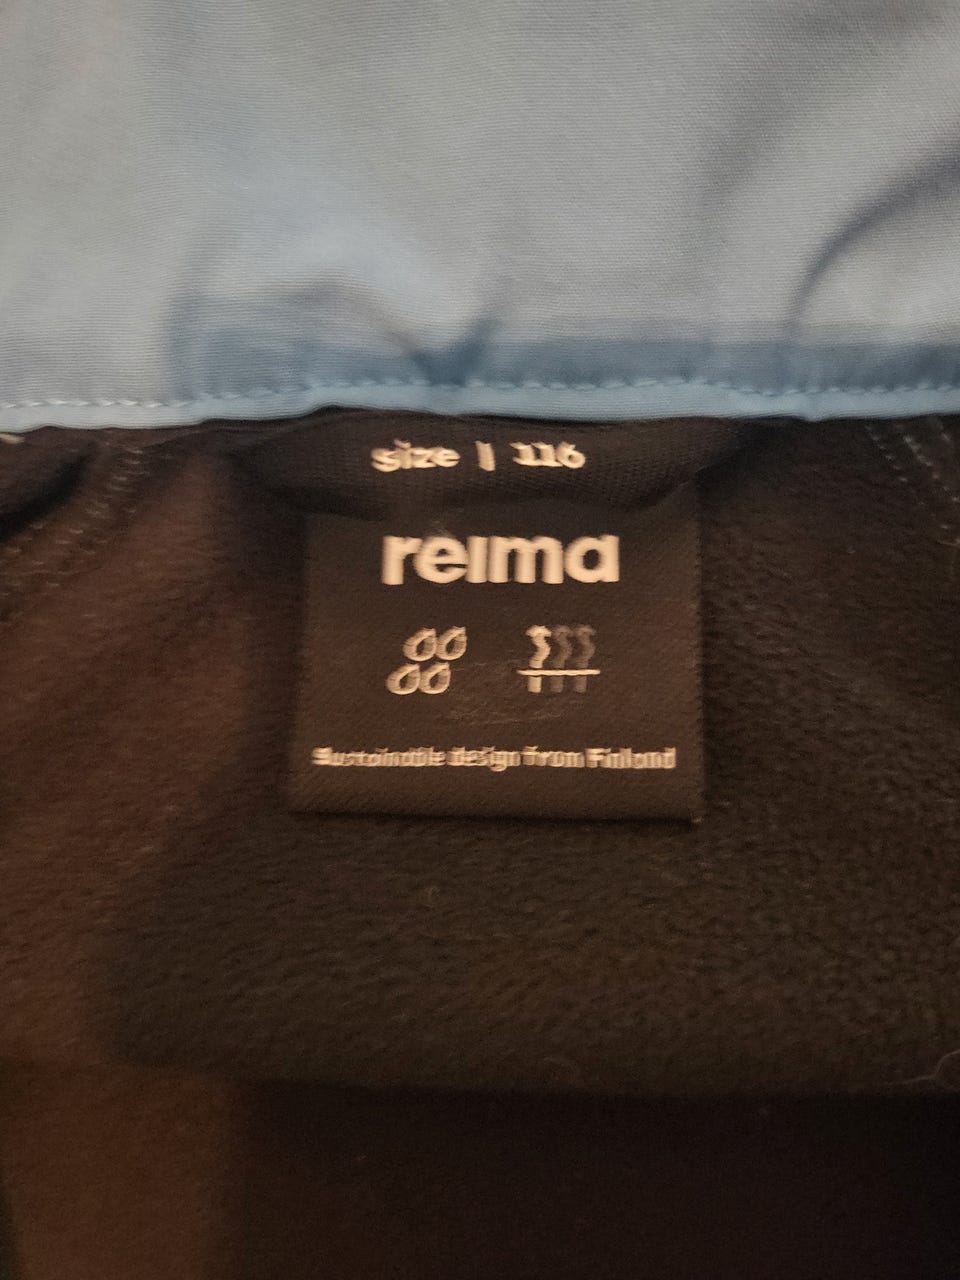 size | 116
reima
Sustainable design from Finland